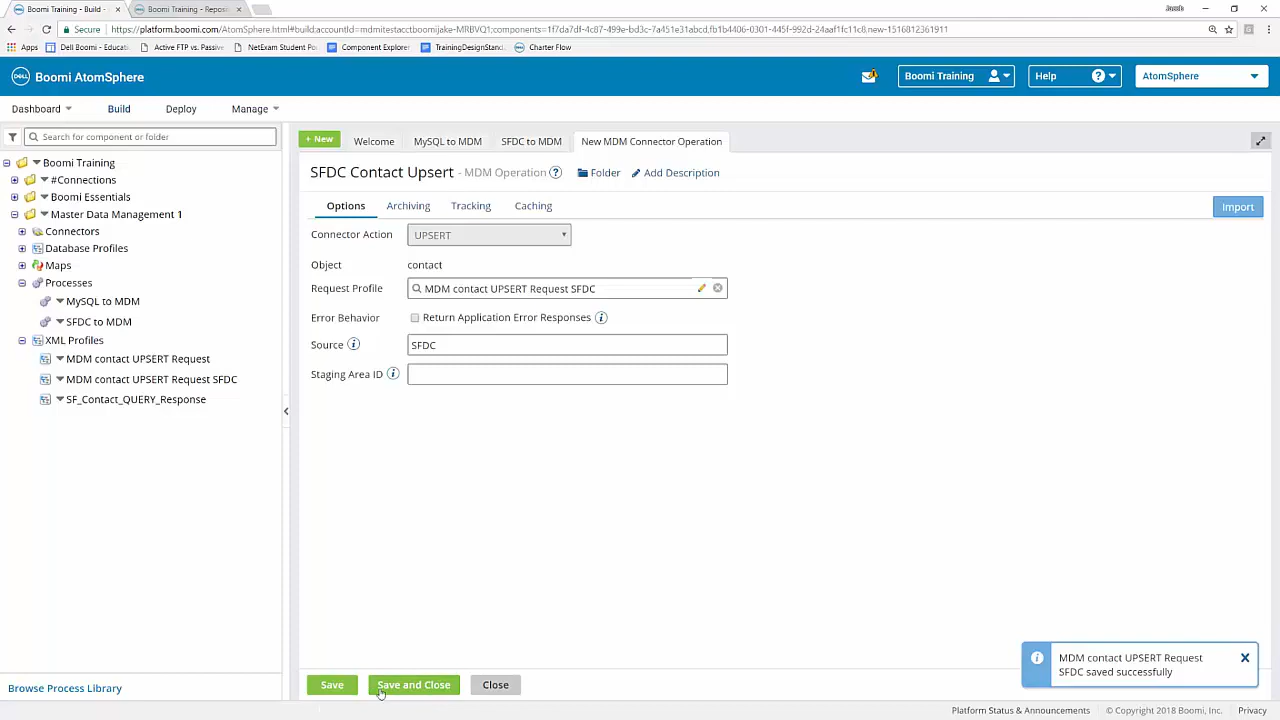 Boomi Training - Build -
Boomi Training - Reposi
Secure
https://platform.boomi.com/AtomSphere.html#build;accountId=mdmitestacctboomijake-MRBVQ1;components=1f7da7df-4c87-499e-bd3c-7a451e31abcd,fb1b4406-0301-445f-992d-24aaf1fc11c8,new-1516812361911
Apps
Dell Boomi - Educati
Active FTP vs. Passiv
NetExam Student Po
Component Explorer
TrainingDesignStand
Charter Flow
DELL
Boomi AtomSphere
Boomi Training
Help
AtomSphere
Dashboard
Build
Deploy
Manage
Search for component or folder
+ New
Welcome
MySQL to MDM
SFDC to MDM
New MDM Connector Operation
Boomi Training
#Connections
Boomi Essentials
Master Data Management 1
Connectors
Database Profiles
Maps
Processes
MySQL to MDM
SFDC to MDM
XML Profiles
MDM contact UPSERT Request
MDM contact UPSERT Request SFDC
SF_Contact_QUERY_Response
Browse Process Library
SFDC Contact Upsert - MDM Operation
Folder
Add Description
Options
Archiving
Tracking
Caching
Import
Connector Action
UPSERT
Object
contact
Request Profile
MDM contact UPSERT Request SFDC
Error Behavior
Return Application Error Responses
Source
SFDC
Staging Area ID
MDM contact UPSERT Request
SFDC saved successfully
Save
Save and Close
Close
Platform Status & Announcements
© Copyright 2018 Boomi, Inc.
Privacy